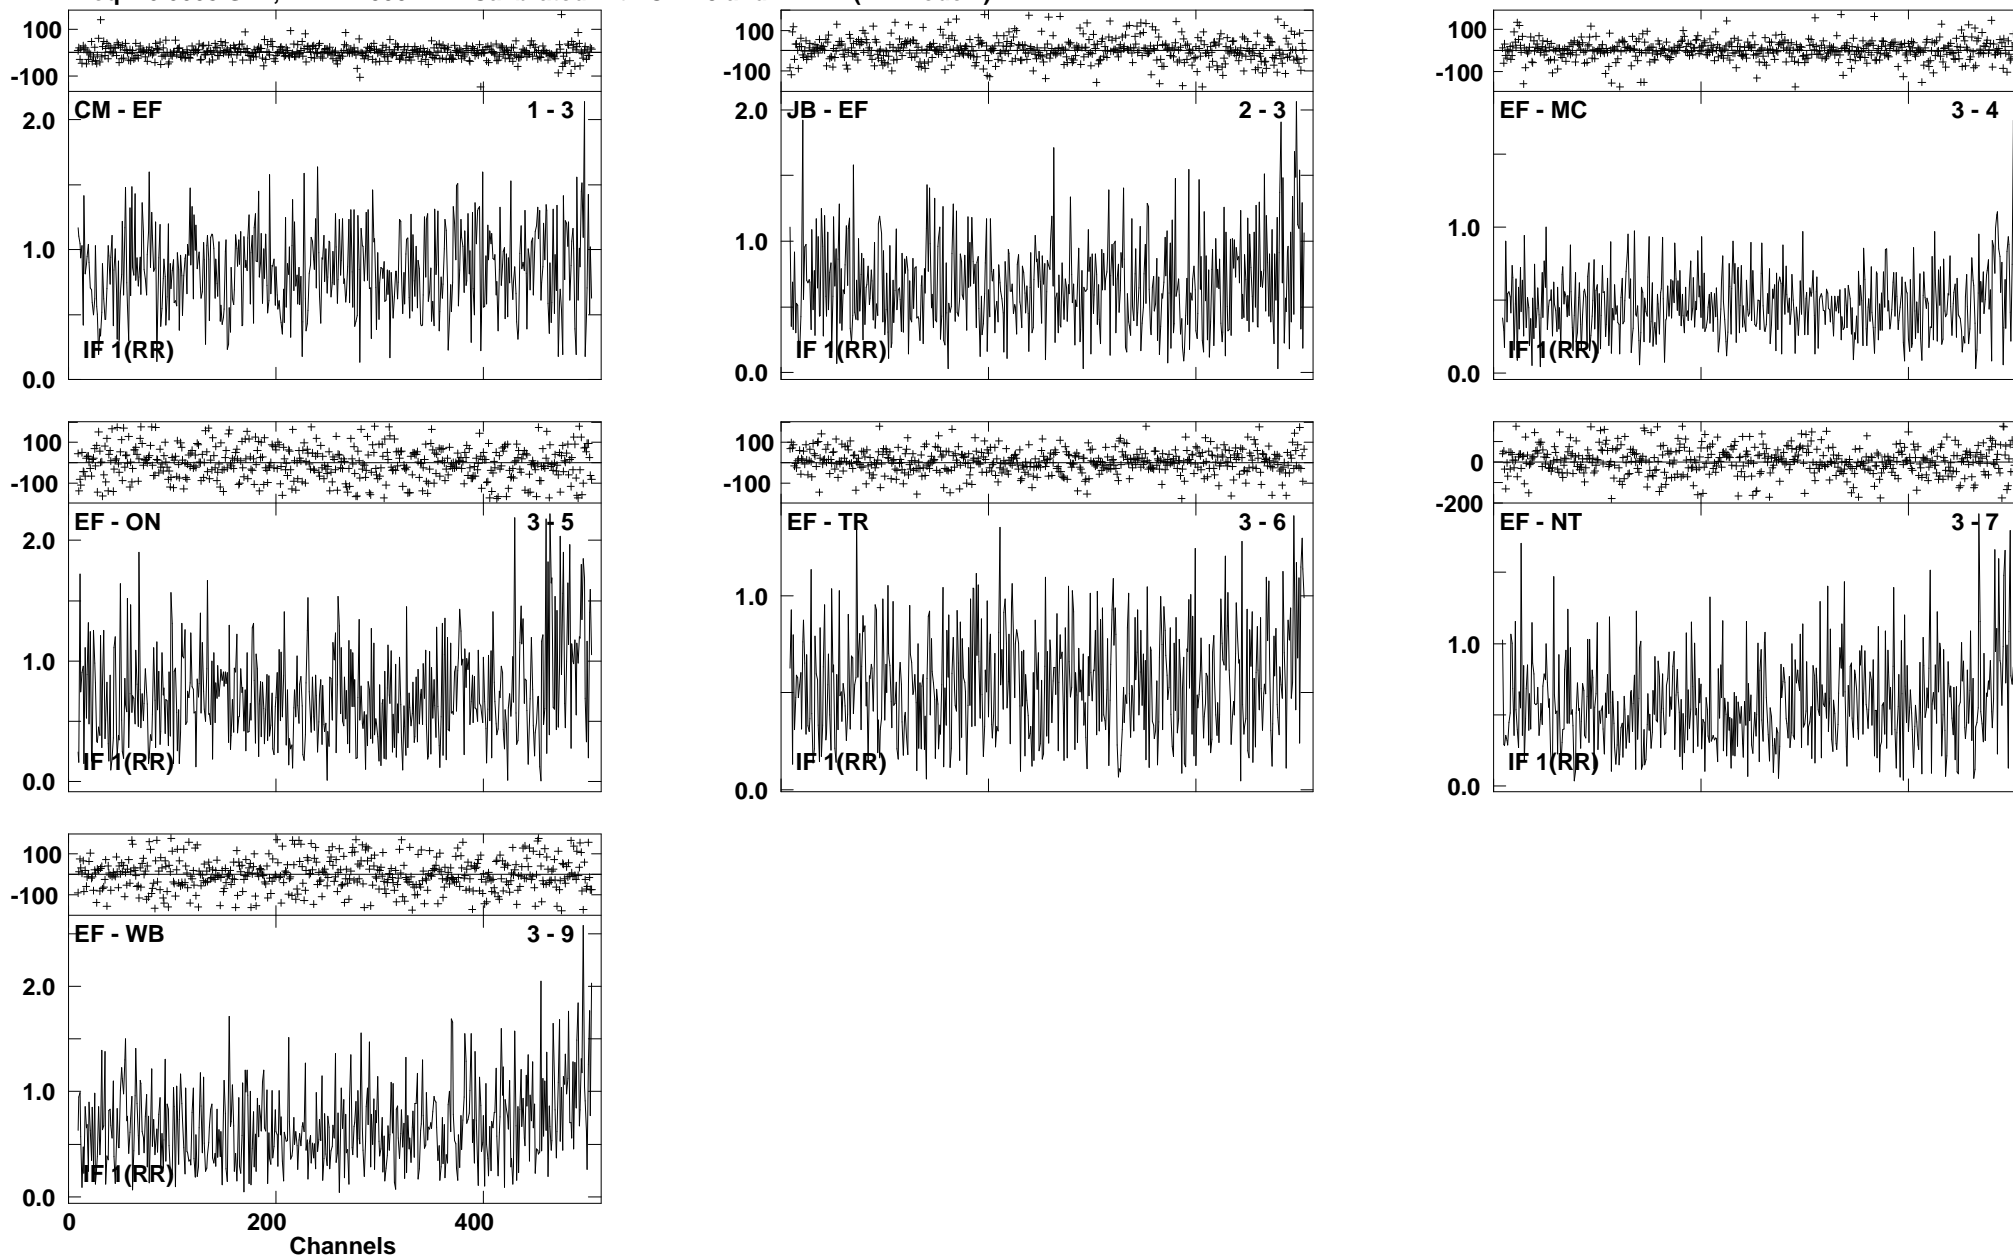 100
-100
CM - EF 1 - 3
2.0
1.0
0.0
IF 1(RR)
100
-100
JB - EF 2 - 3
2.0
1.0
0.0
IF 1(RR)
100
-100
EF - MC 3 - 4
1.0
0.0
IF 1(RR)
100
-100
EF - ON 3 - 5
2.0
1.0
0.0
IF 1(RR)
100
-100
EF - TR 3 - 6
1.0
0.0
IF 1(RR)
0
-200
EF - NT 3 - 7
1.0
0.0
IF 1(RR)
100
-100
EF - WB 3 - 9
2.0
1.0
0.0
IF 1(RR)
0 200 400
Channels